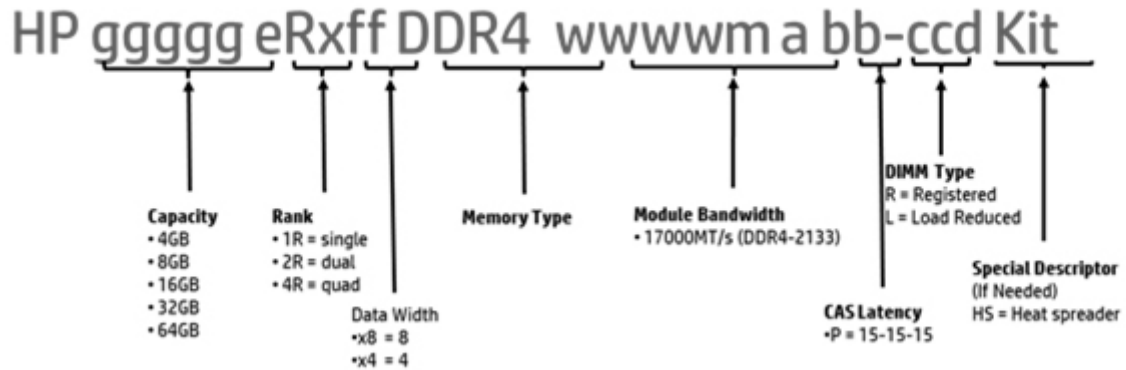 HP ggggg eRxff DDR4 wwwwm a bb-ccd Kit
Capacity
• 4GB
• 8GB
• 16GB
• 32GB
• 64GB
Rank
• 1R = single
• 2R = dual
• 4R = quad
Data Width
•x8 = 8
•x4 = 4
Memory Type
Module Bandwidth
• 17000MT/s (DDR4-2133)
CAS Latency
•P = 15-15-15
DIMM Type
R = Registered
L = Load Reduced
Special Descriptor
(If Needed)
HS = Heat spreader